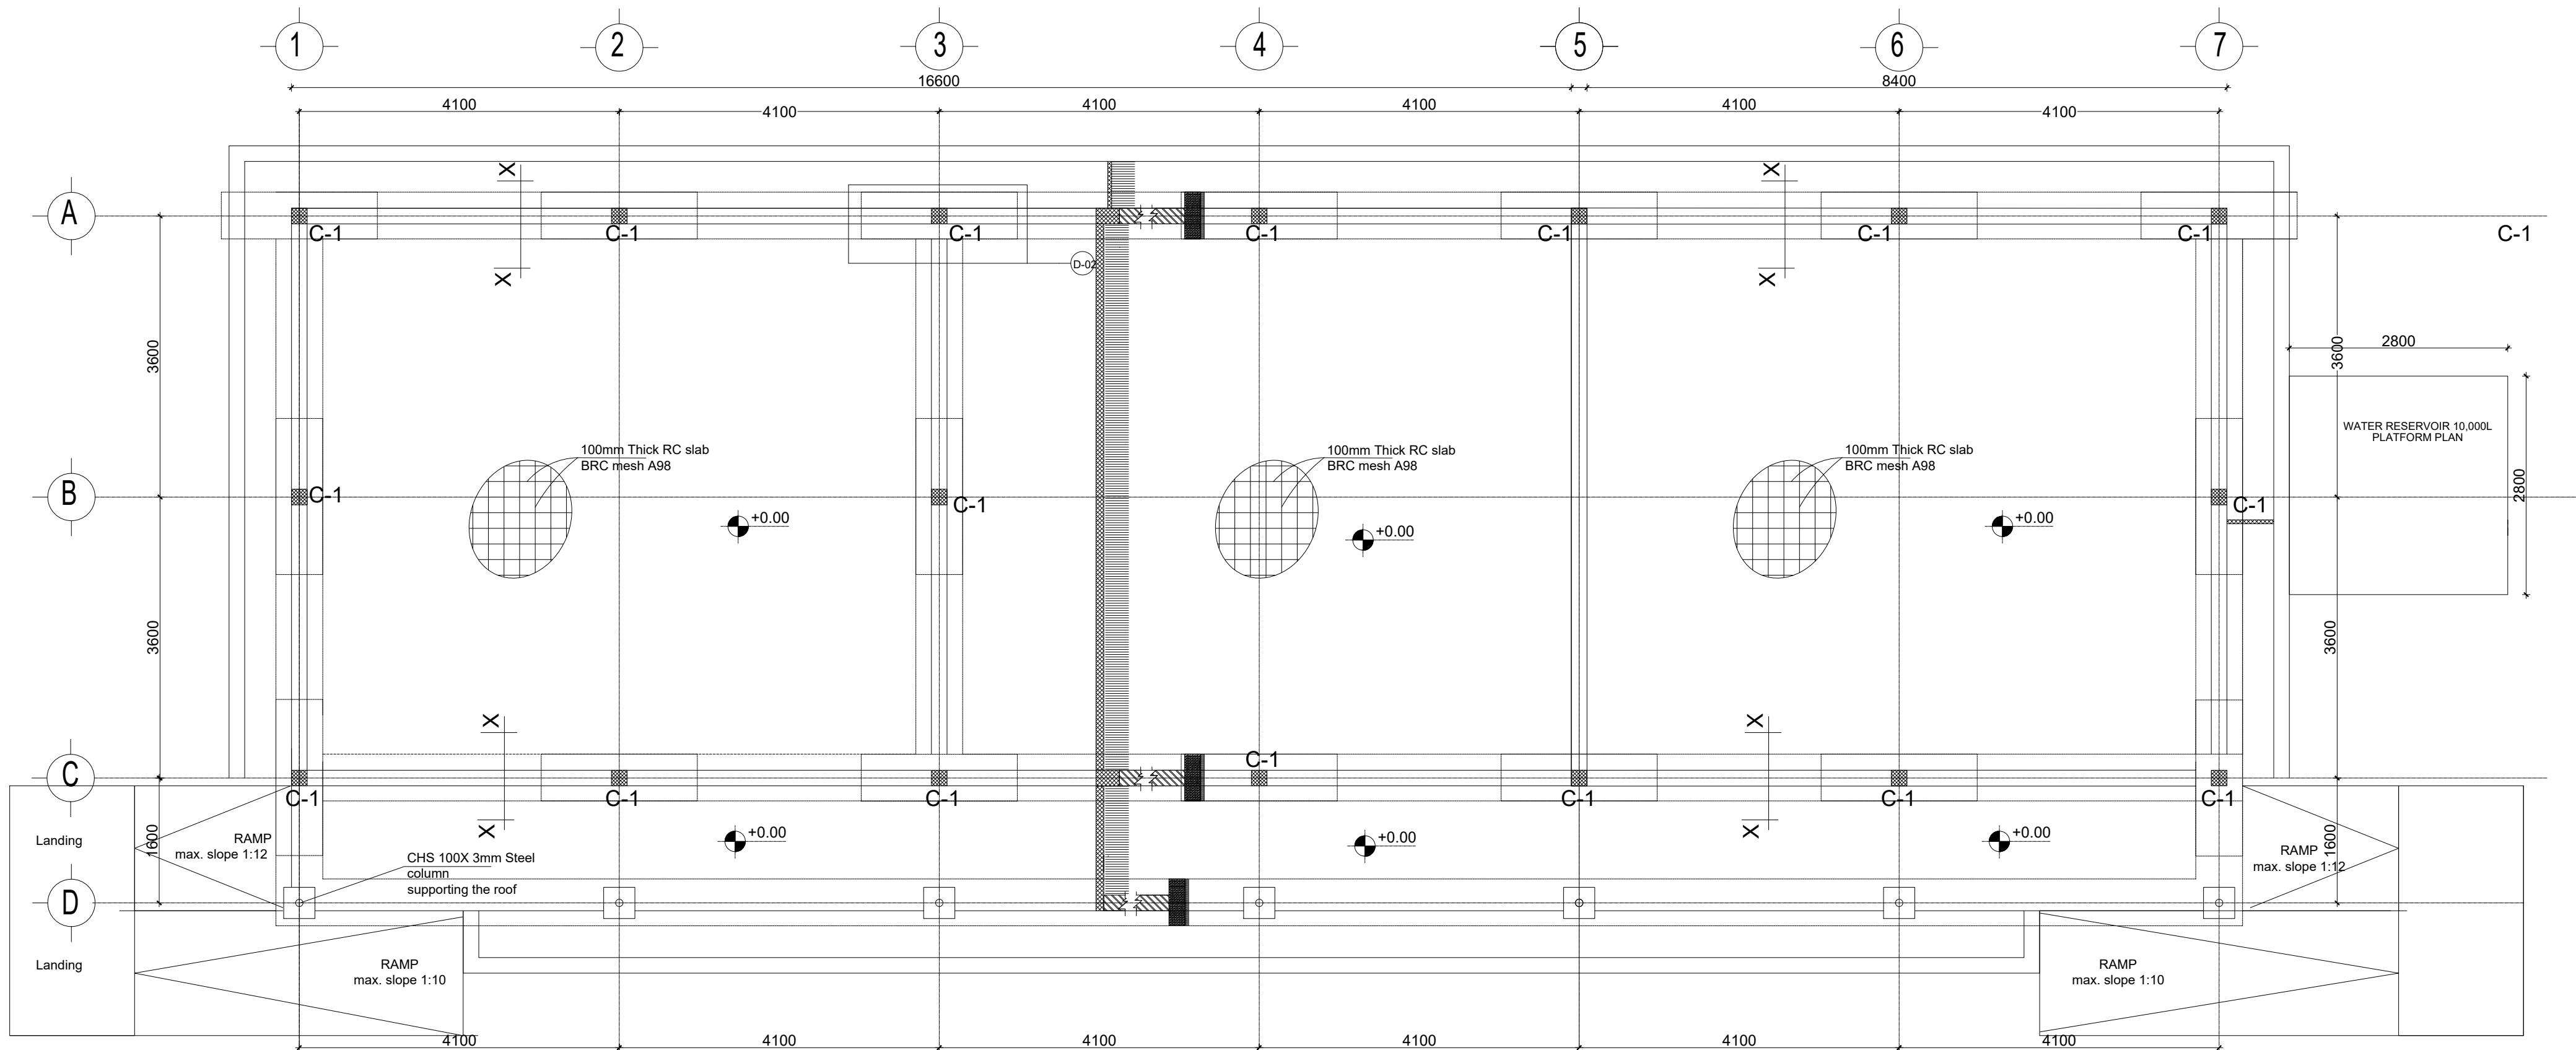 1
2
3
4
5
6
7
16600
8400
4100
4100
4100
4100
4100
4100
X
X
A
C-1
C-1
C-1
C-1
C-1
C-1
C-1
C-1
D-02
X
X
3600
3600
2800
WATER RESERVOIR 10,000L
PLATFORM PLAN
2800
100mm Thick RC slab
BRC mesh A98
100mm Thick RC slab
BRC mesh A98
100mm Thick RC slab
BRC mesh A98
B
C-1
C-1
C-1
+0.00
+0.00
+0.00
3600
3600
X
X
C
C-1
C-1
C-1
C-1
C-1
C-1
C-1
X
X
+0.00
+0.00
+0.00
Landing
RAMP
max. slope 1:12
1600
CHS 100X 3mm Steel
column
supporting the roof
RAMP
max. slope 1:12
1600
D
Landing
RAMP
max. slope 1:10
RAMP
max. slope 1:10
4100
4100
4100
4100
4100
4100